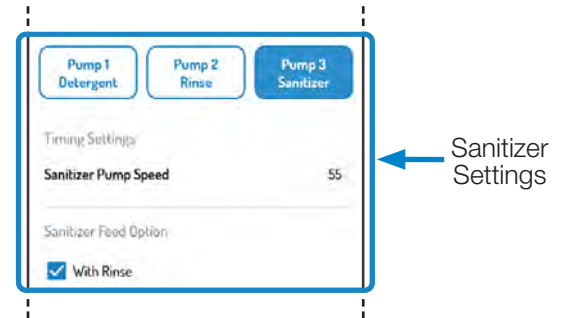 Pump 1
Detergent
Pump 2
Rinse
Pump 3
Sanitizer
Timing Settings
Sanitizer Pump Speed 55
Sanitizer Feed Option
With Rinse
Sanitizer
Settings